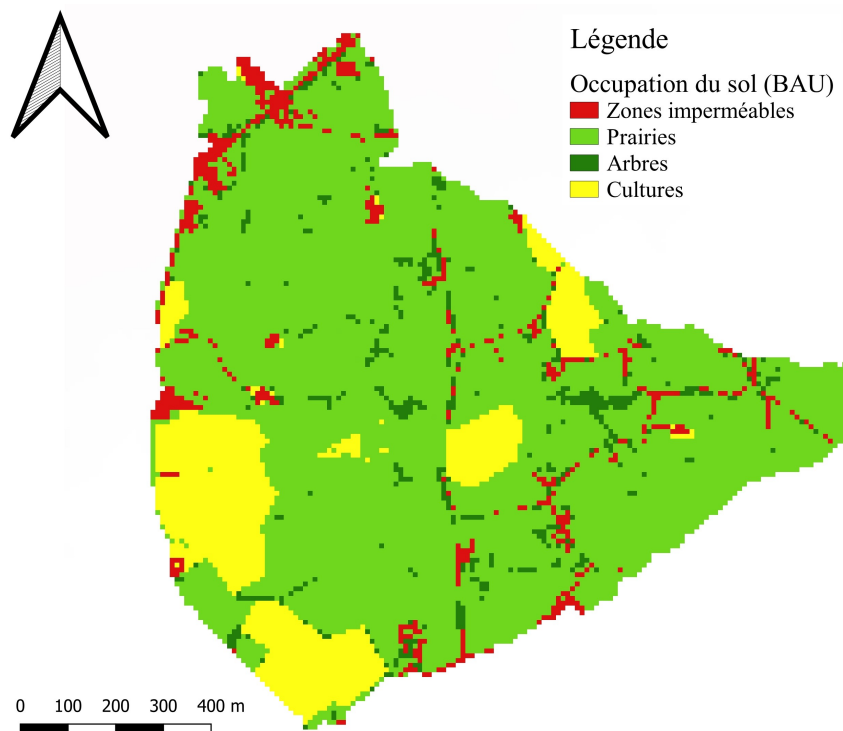 Légende
Occupation du sol (BAU)
Zones imperméables
Prairies
Arbres
Cultures
0 100 200 300 400 m